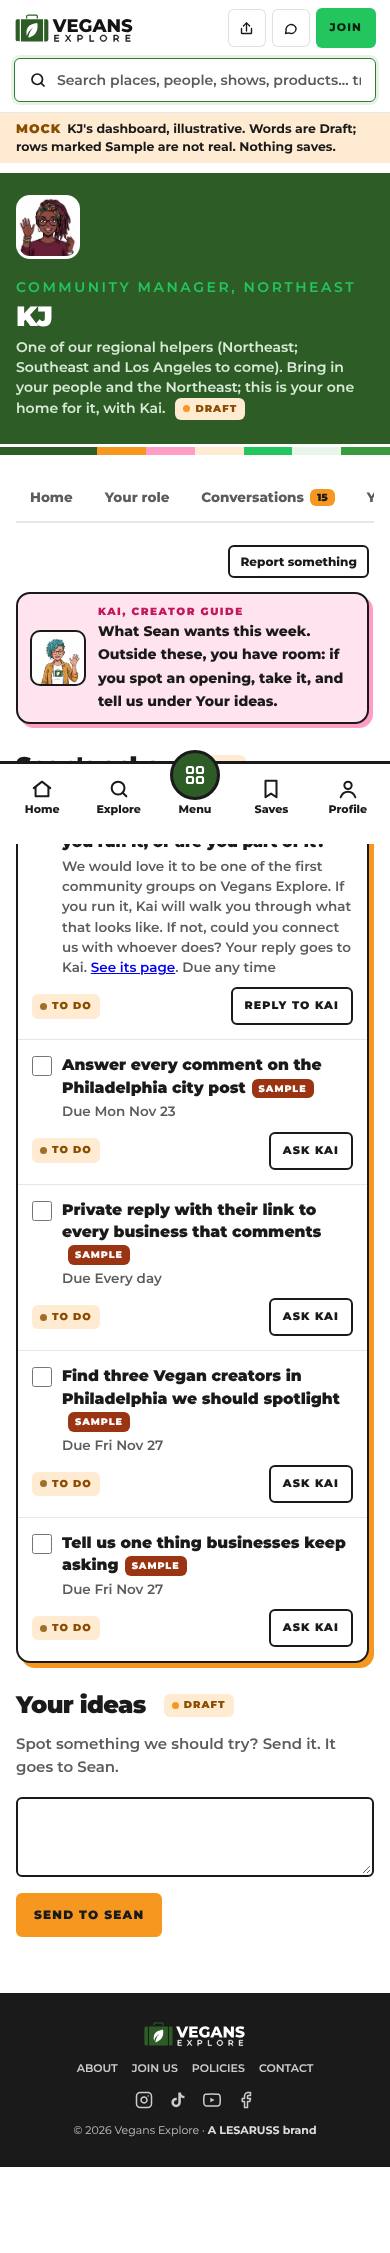 VEGANS
EXPLORE
JOIN
Search places, people, shows, products...
MOCK KJ's dashboard, illustrative. Words are Draft;
rows marked Sample are not real. Nothing saves.
COMMUNITY MANAGER, NORTHEAST
KJ
One of our regional helpers (Northeast;
Southeast and Los Angeles to come). Bring in
your people and the Northeast; this is your one
home for it, with Kai. DRAFT
Home Your role Conversations 15
Report something
KAI, CREATOR GUIDE
What Sean wants this week.
Outside these, you have room: if
you spot an opening, take it, and
tell us under Your ideas.
Home Explore Menu Saves Profile
you run it, or are you part of it?
We would love it to be one of the first
community groups on Vegans Explore. If
you run it, Kai will walk you through what
that looks like. If not, could you connect
us with whoever does? Your reply goes to
Kai. See its page. Due any time
TO DO REPLY TO KAI
Answer every comment on the
Philadelphia city post SAMPLE
Due Mon Nov 23
TO DO ASK KAI
Private reply with their link to
every business that comments
SAMPLE
Due Every day
TO DO ASK KAI
Find three Vegan creators in
Philadelphia we should spotlight
SAMPLE
Due Fri Nov 27
TO DO ASK KAI
Tell us one thing businesses keep
asking SAMPLE
Due Fri Nov 27
TO DO ASK KAI
Your ideas DRAFT
Spot something we should try? Send it. It
goes to Sean.
SEND TO SEAN
VEGANS
EXPLORE
ABOUT JOIN US POLICIES CONTACT
© 2026 Vegans Explore · A LESARUSS brand